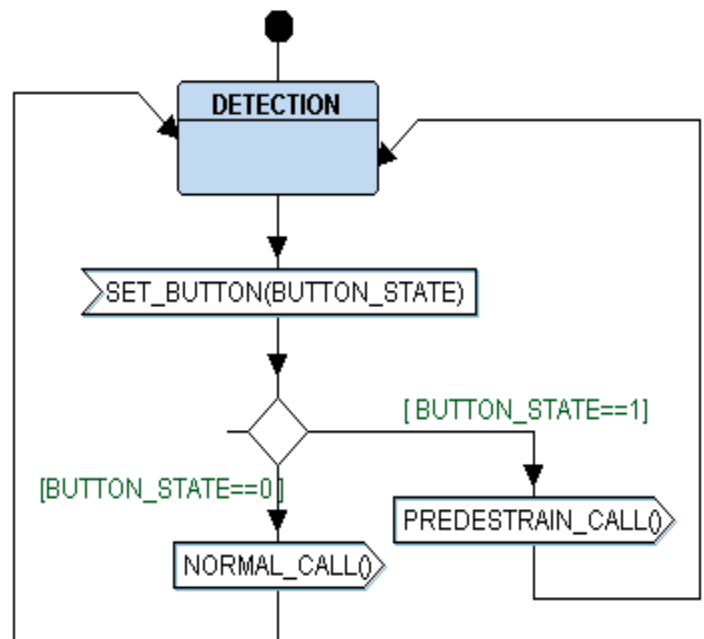 DETECTION
SET_BUTTON(BUTTON_STATE)
[ BUTTON_STATE==1]
[BUTTON_STATE==0 ]
PREDESTRAIN_CALL()
NORMAL_CALL()